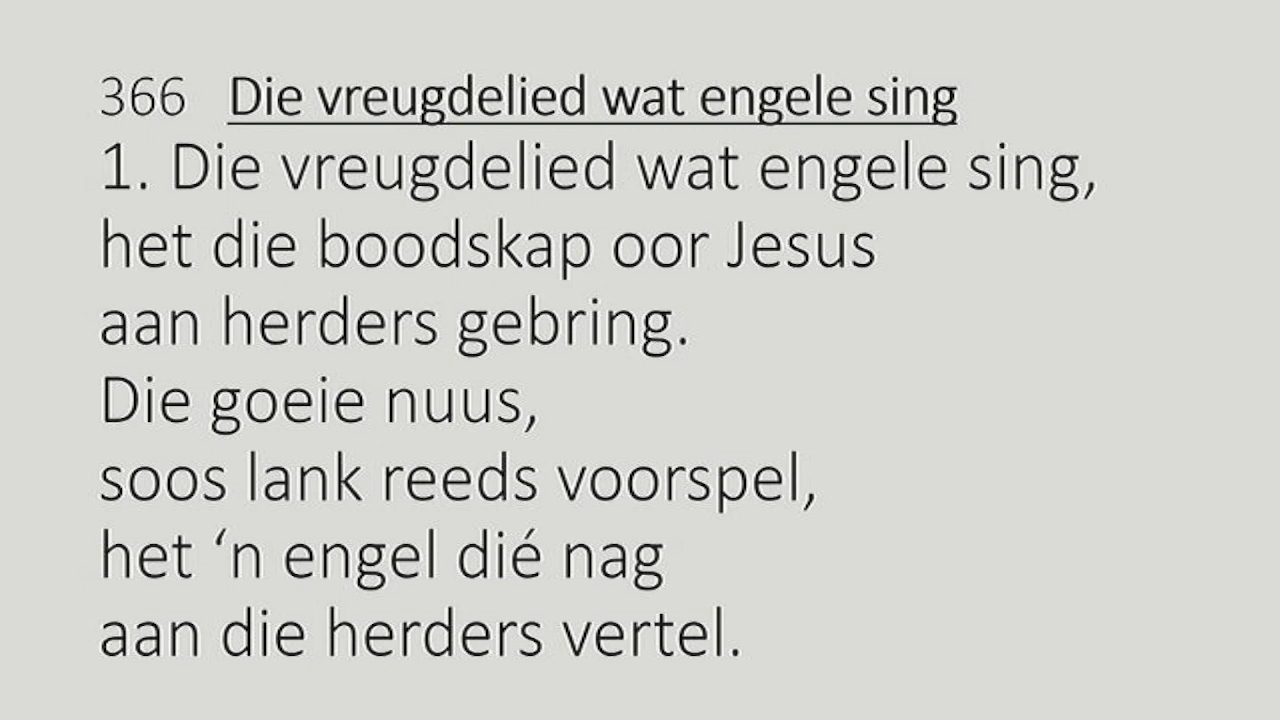 366 Die vreugdelied wat engele sing
1. Die vreugdelied wat engele sing,
het die boodskap oor Jesus
aan herders gebring.
Die goeie nuus,
soos lank reeds voorspel,
het ‘n engel dié nag
aan die herders vertel.